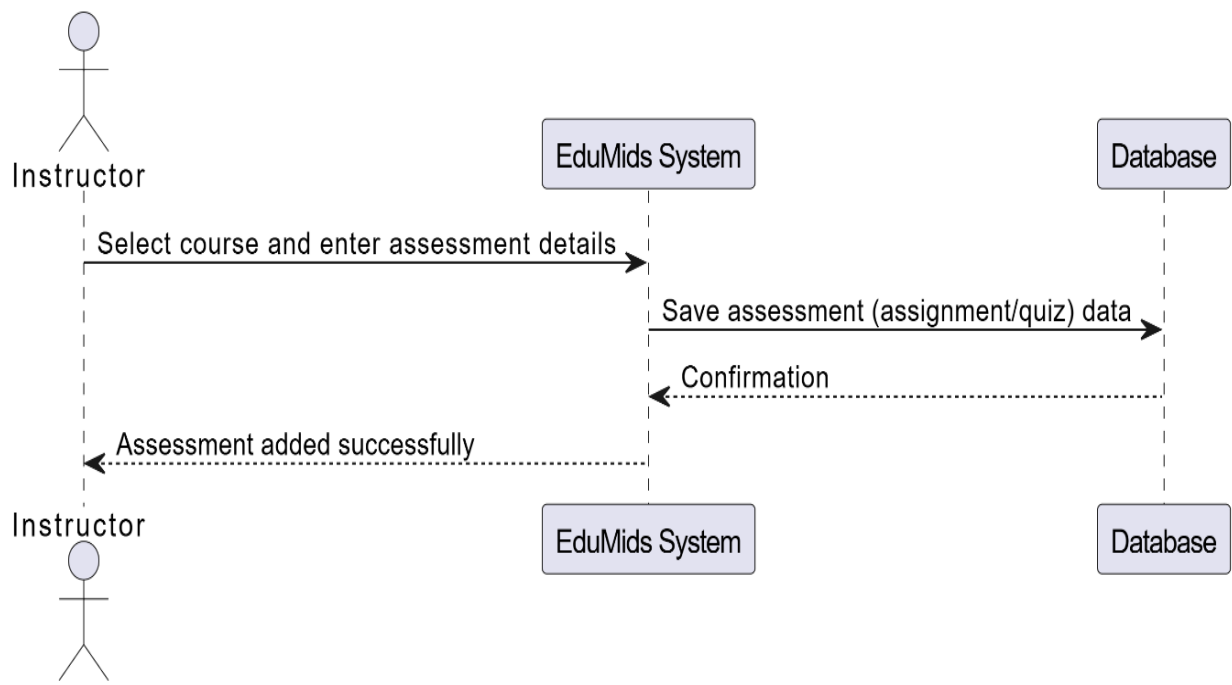 Instructor
EduMids System
Database
Select course and enter assessment details
Save assessment (assignment/quiz) data
Confirmation
Assessment added successfully
Instructor
EduMids System
Database